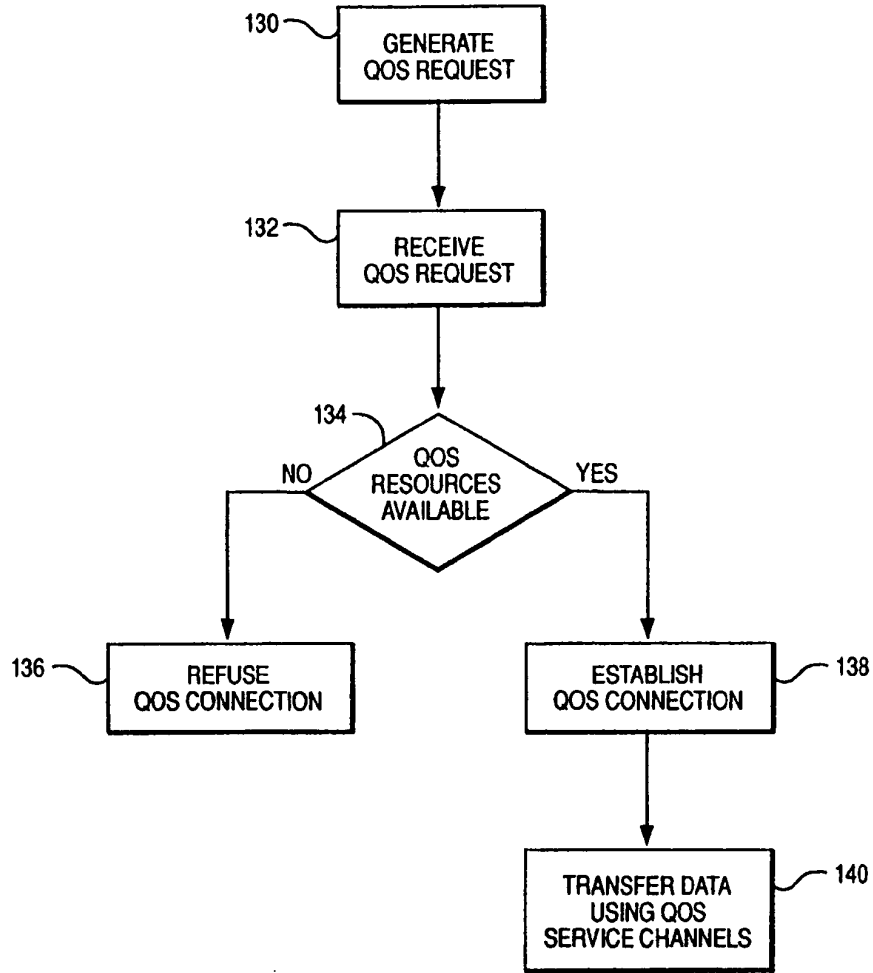 130
GENERATE
QOS REQUEST
132
RECEIVE
QOS REQUEST
134
QOS
RESOURCES
AVAILABLE
NO
YES
136
REFUSE
QOS CONNECTION
ESTABLISH
QOS CONNECTION
138
TRANSFER DATA
USING QOS
SERVICE CHANNELS
140